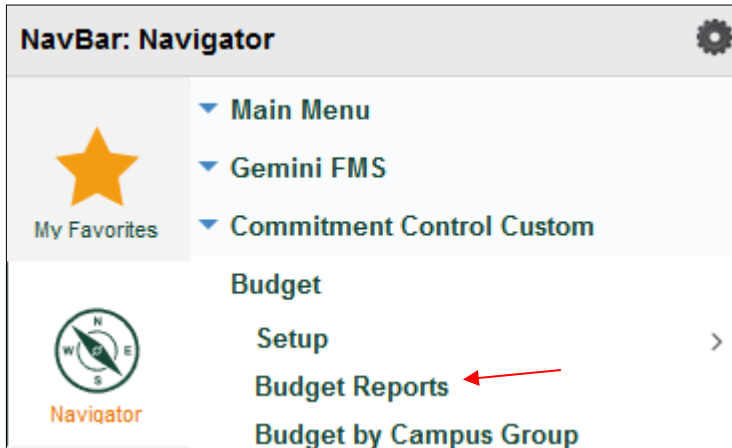 NavBar: Navigator
My Favorites
Main Menu
Gemini FMS
Commitment Control Custom
Budget
Setup
Budget Reports
Budget by Campus Group
N
W
E
S
Navigator